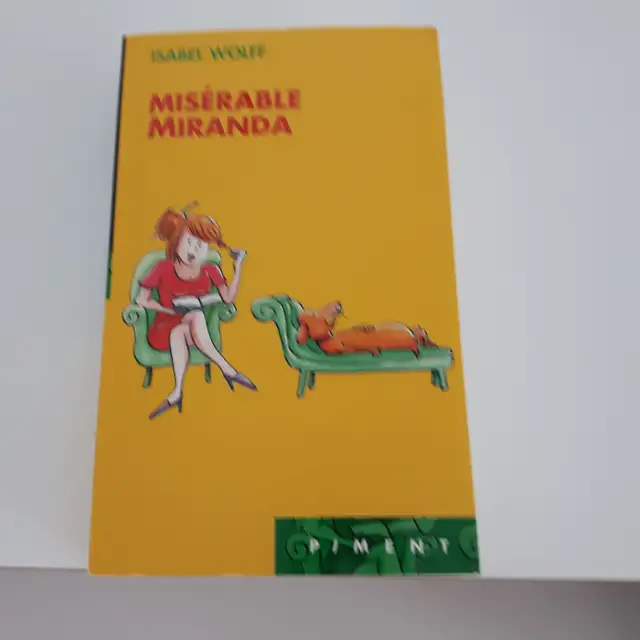 ISABEL WOLFF
MISÉRABLE
MIRANDA
PIMENT